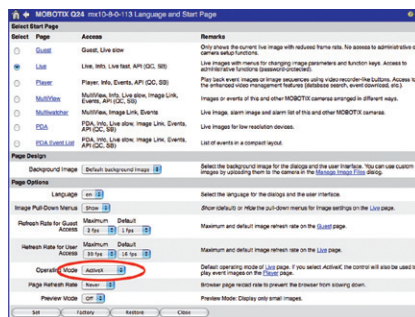 MOBOTIX Q24 mx10-8-0-113 Language and Start Page
Select Start Page
Select Page Access Remarks
Guest Guest, Live slow Only shows the current live image with reduced frame rate. No access to administrative or
camera setup functions.
Live Live, Info, Live fast, API (QC, SB) Live images with menus for changing image parameters and function keys. Access to
administrative functions (password-protected).
Player Player, Info, Events, API (QC, SB) Play back event images or image sequences using video recorder-like buttons. Access to
the enhanced video management features (database search, event download, etc.)
MultiView MultiView, Info, Live slow, Image Link,
Events, API (QC, SB) Images or events of this and other MOBOTIX cameras arranged in different ways.
Multiwatcher MultiView, Image Link, Events Live image, alarm image and alarm list of this and other MOBOTIX cameras.
PDA PDA, Info, Live slow, Image Link, Events,
API (QC, SB) Live images for low resolution devices.
PDA Event List PDA, Info, Live slow, Image Link, Events,
API (QC, SB) List of events in a compact layout.
Page Design
Background Image Default background image Select the background image for the dialogs and the user interface. You can use custom
images by uploading them to the camera in the Manage Image Files dialog.
Page Options
Language en Select the language for the dialogs and the user interface.
Image Pull-Down Menus Show Show (default) or Hide the pull-down menus for image settings on the Live page.
Refresh Rate for Guest
Access Maximum Default
2 fps 1 fps Maximum and default image refresh rate on the Guest page.
Refresh Rate for User
Access Maximum Default
30 fps 16 fps Maximum and default image refresh rate on the Live page.
Operating Mode ActiveX Default operating mode of Live page. If you select ActiveX, the control will also be used to
play event images on the Player page.
Page Refresh Rate Never Browser page reload rate to prevent the browser from slowing down.
Preview Mode Off Preview Mode: Display only small images.
Set Factory Restore Close